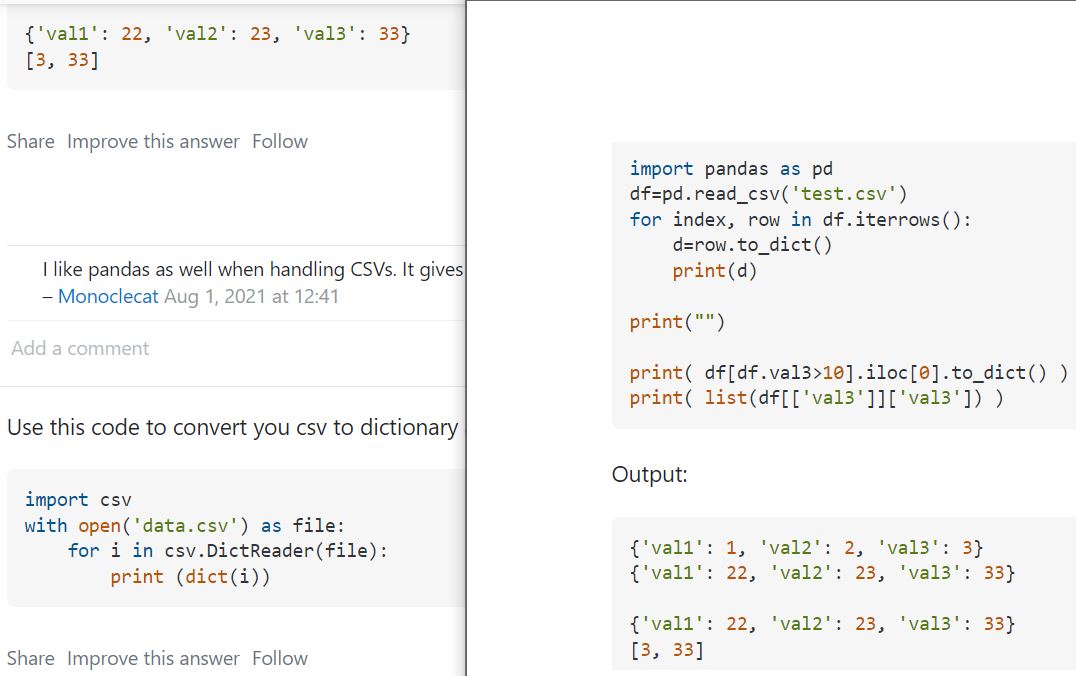 {'val1': 22, 'val2': 23, 'val3': 33}
[3, 33]
Share Improve this answer Follow
I like pandas as well when handling CSVs. It gives
– Monoclecat Aug 1, 2021 at 12:41
Add a comment
Use this code to convert you csv to dictionary
import csv
with open('data.csv') as file:
    for i in csv.DictReader(file):
        print (dict(i))
Share Improve this answer Follow
import pandas as pd
df=pd.read_csv('test.csv')
for index, row in df.iterrows():
    d=row.to_dict()
    print(d)
print("")
print( df[df.val3>10].iloc[0].to_dict() )
print( list(df[['val3']]['val3']) )
Output:
{'val1': 1, 'val2': 2, 'val3': 3}
{'val1': 22, 'val2': 23, 'val3': 33}
{'val1': 22, 'val2': 23, 'val3': 33}
[3, 33]